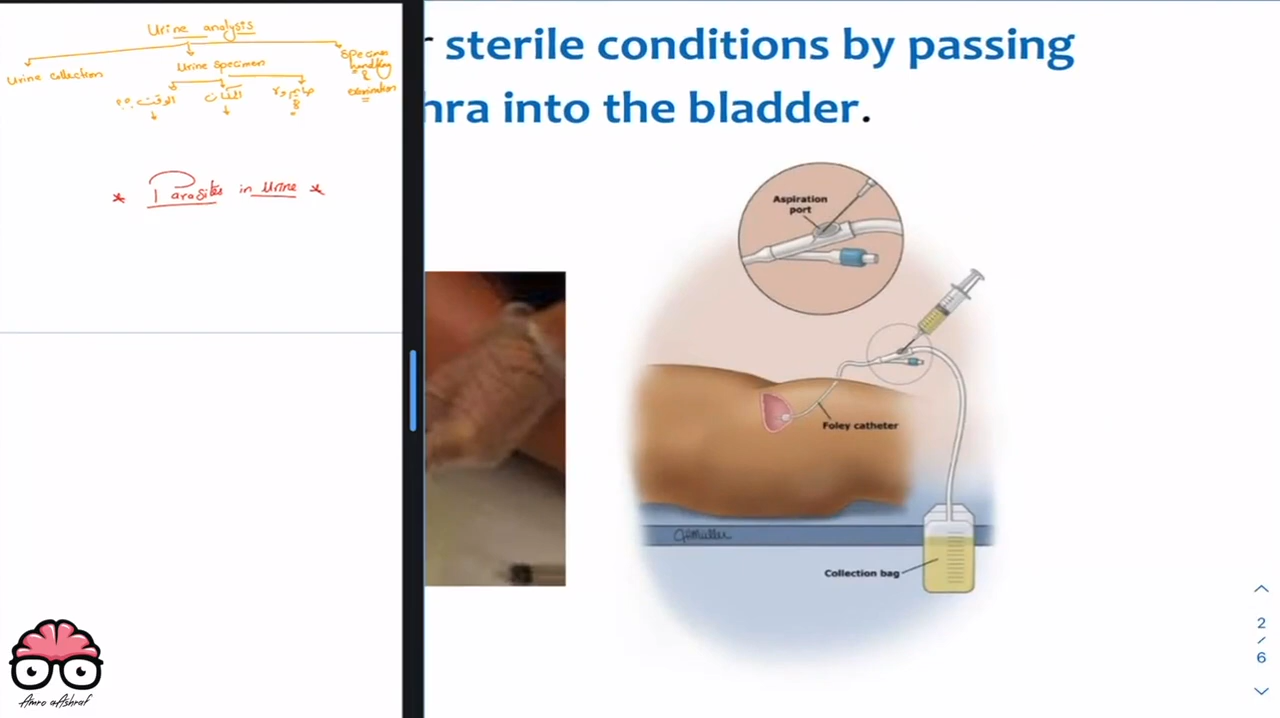 Urine analysis
Urine collection
Urine specimen
Specimen
handling
&
examination
الوقت ؟؟
المكان
* Parasites in Urine *
sterile conditions by passing
hra into the bladder.
Aspiration
port
Foley catheter
Collection bag
2
/
6
Amro Ashraf